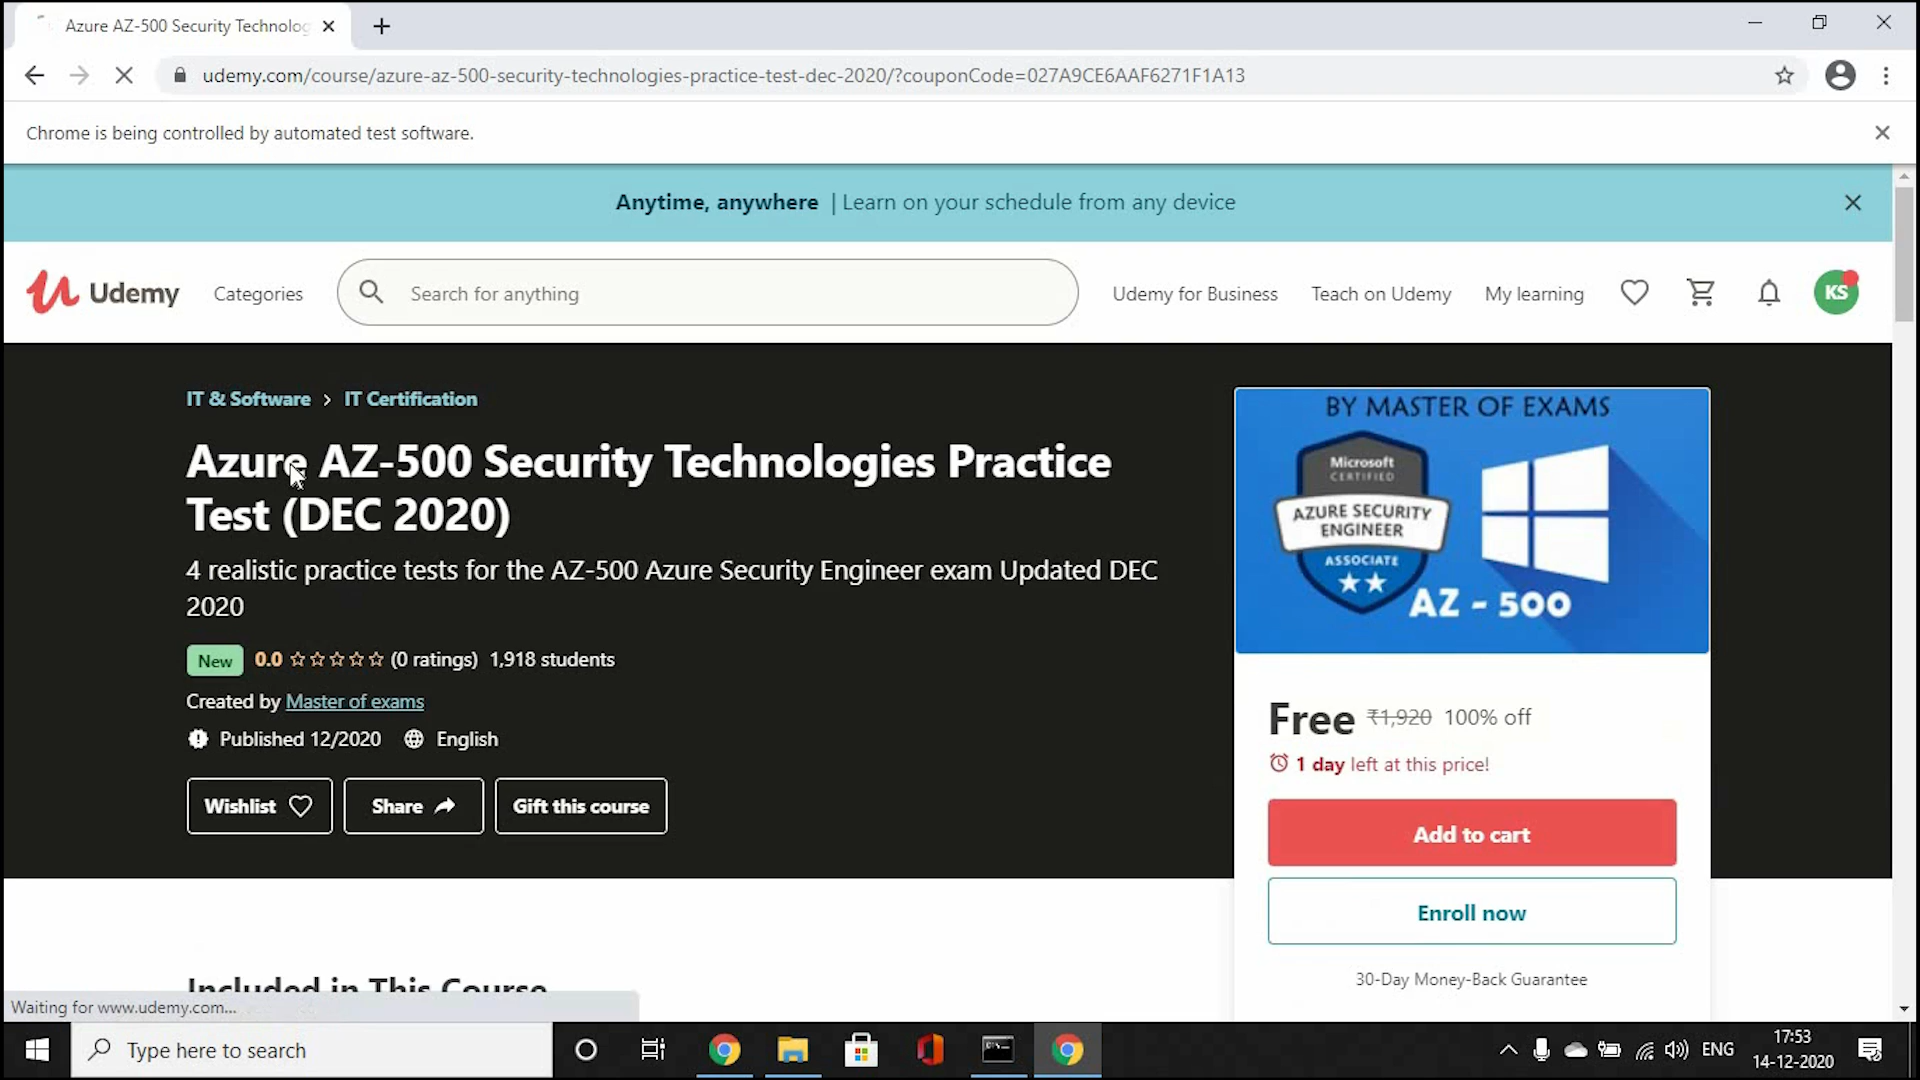 Azure AZ-500 Security Technolog
udemy.com/course/azure-az-500-security-technologies-practice-test-dec-2020/?couponCode=027A9CE6AAF6271F1A13
Chrome is being controlled by automated test software.
Anytime, anywhere | Learn on your schedule from any device
Udemy
Categories
Search for anything
Udemy for Business
Teach on Udemy
My learning
KS
IT & Software > IT Certification
Azure AZ-500 Security Technologies Practice
Test (DEC 2020)
4 realistic practice tests for the AZ-500 Azure Security Engineer exam Updated DEC
2020
New 0.0 (0 ratings) 1,918 students
Created by Master of exams
Published 12/2020 English
Wishlist
Share
Gift this course
BY MASTER OF EXAMS
Microsoft
CERTIFIED
AZURE SECURITY
ENGINEER
ASSOCIATE
AZ - 500
Free ₹1,920 100% off
1 day left at this price!
Add to cart
Enroll now
30-Day Money-Back Guarantee
Included in This Course
Waiting for www.udemy.com...
Type here to search
ENG
17:53
14-12-2020